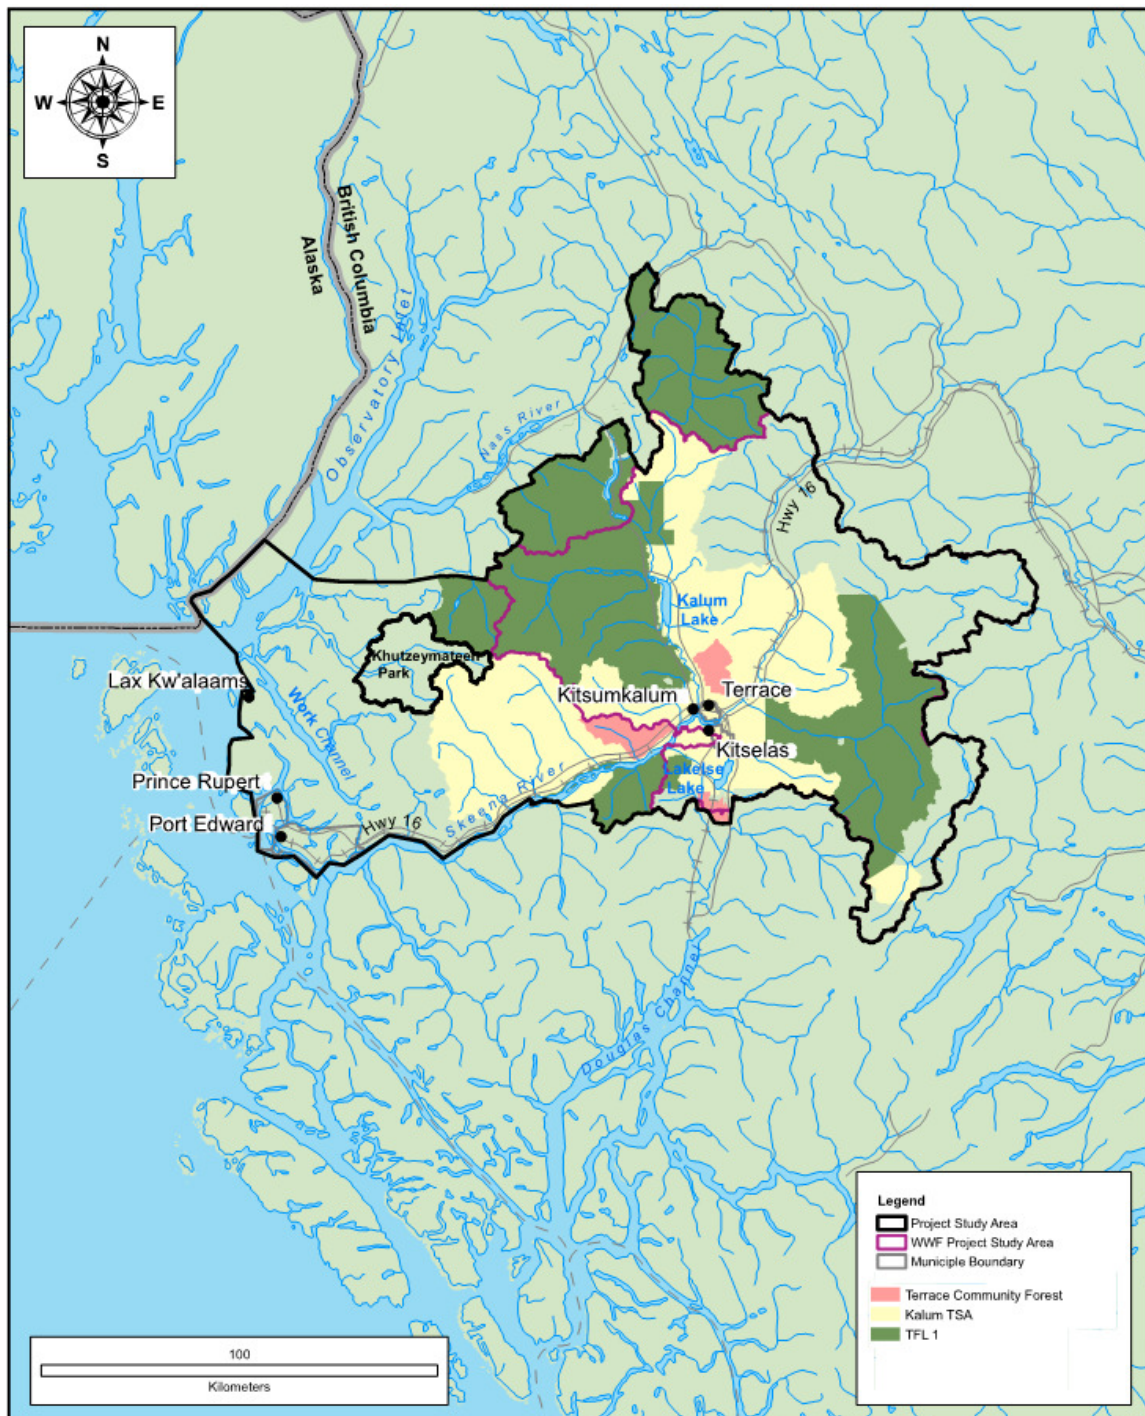 N
W E
S
British Columbia
Alaska
Observatory Inlet
Nass River
Hwy 16
Kalum
Lake
Khutzeymateen
Park
Lax Kw'alaams
Work Channel
Kitsumkalum
Terrace
Kitselas
Lakelse
Lake
Prince Rupert
Port Edward
Hwy 16
Skeena River
Douglas Channel
Legend
Project Study Area
WWF Project Study Area
Municiple Boundary
Terrace Community Forest
Kalum TSA
TFL 1
100
Kilometers